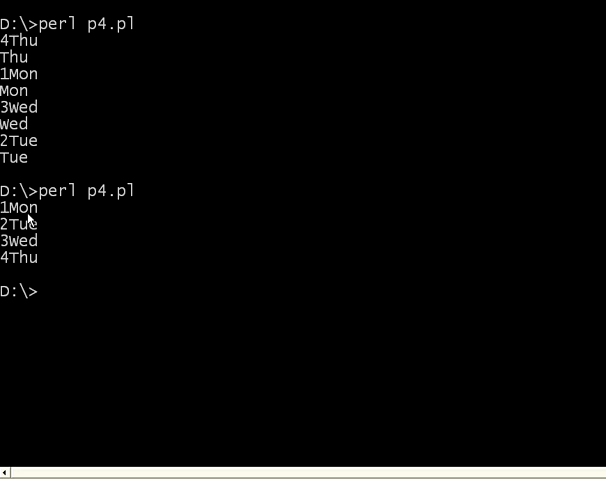 D:\>perl p4.pl
4Thu
Thu
1Mon
Mon
3Wed
Wed
2Tue
Tue
D:\>perl p4.pl
1Mon
2Tue
3Wed
4Thu
D:\>